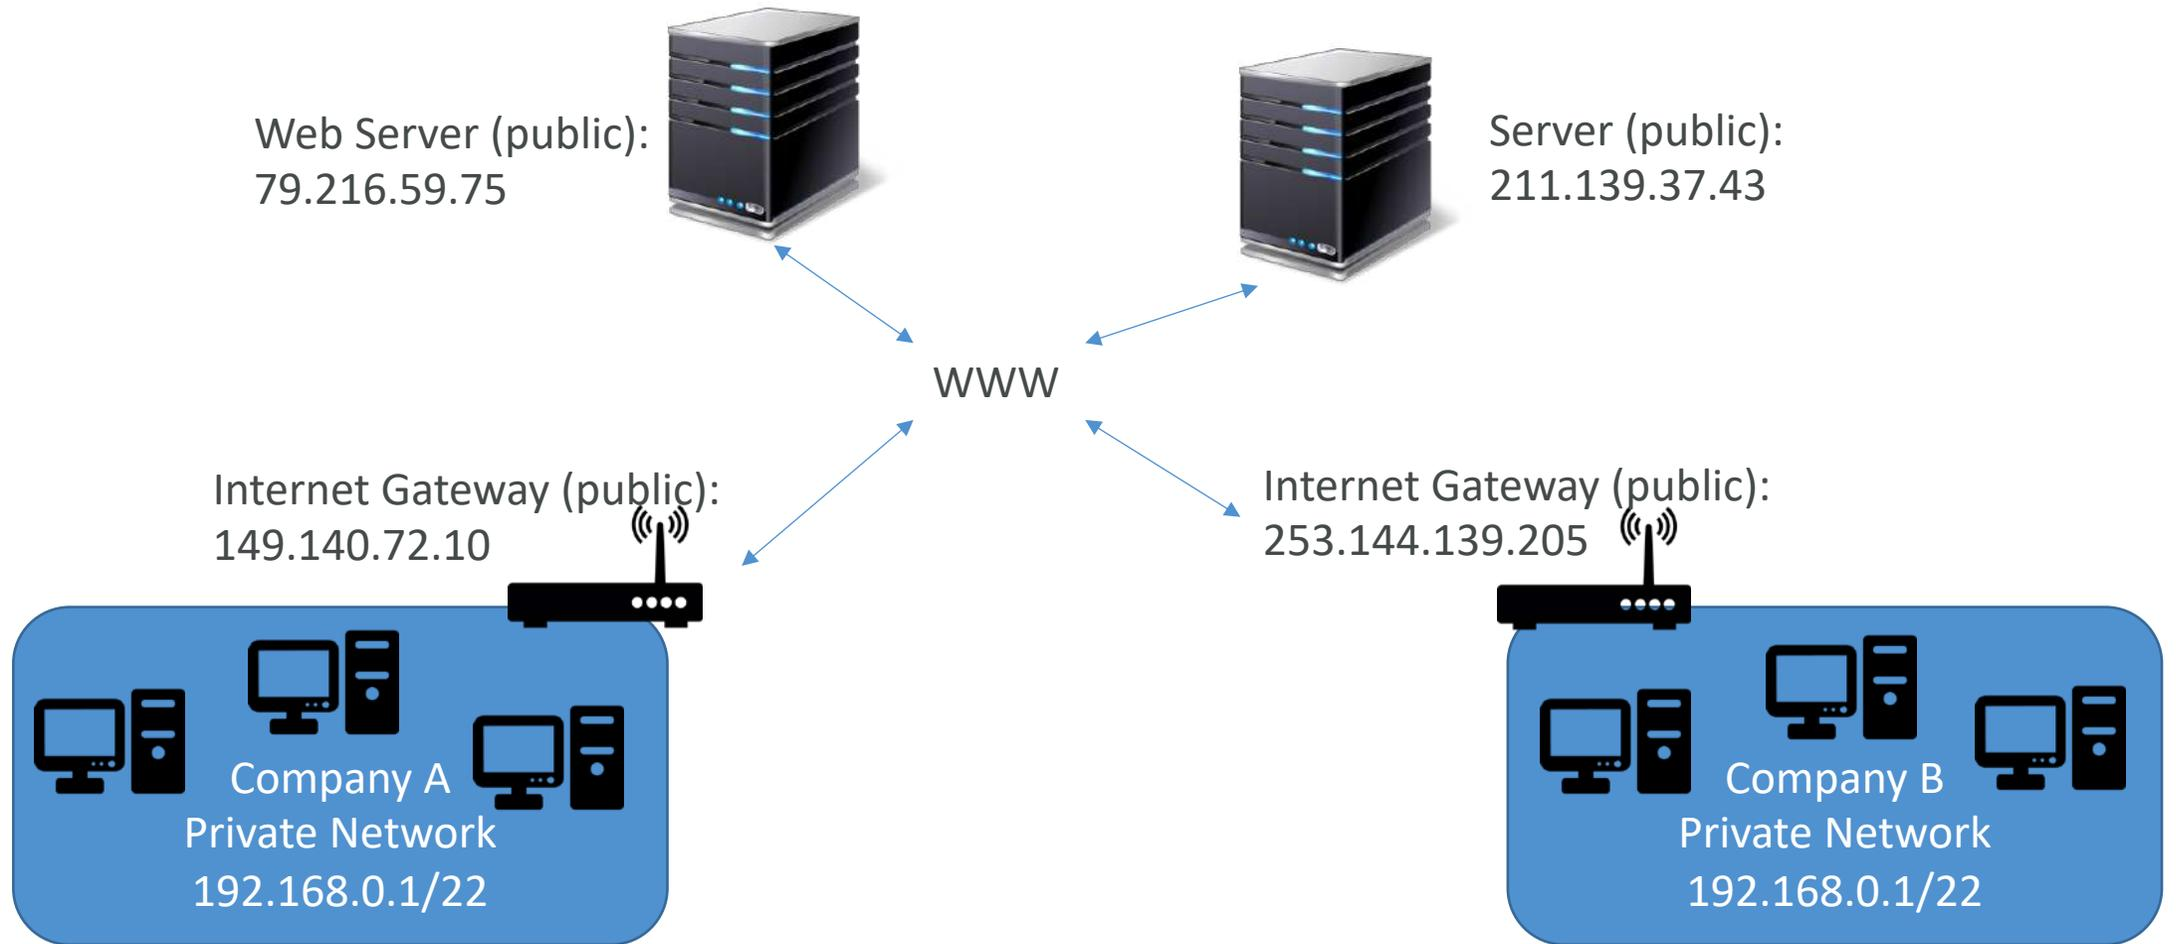 Web Server (public):
79.216.59.75
Server (public):
211.139.37.43
WWW
Internet Gateway (public):
149.140.72.10
Internet Gateway (public):
253.144.139.205
Company A
Private Network
192.168.0.1/22
Company B
Private Network
192.168.0.1/22